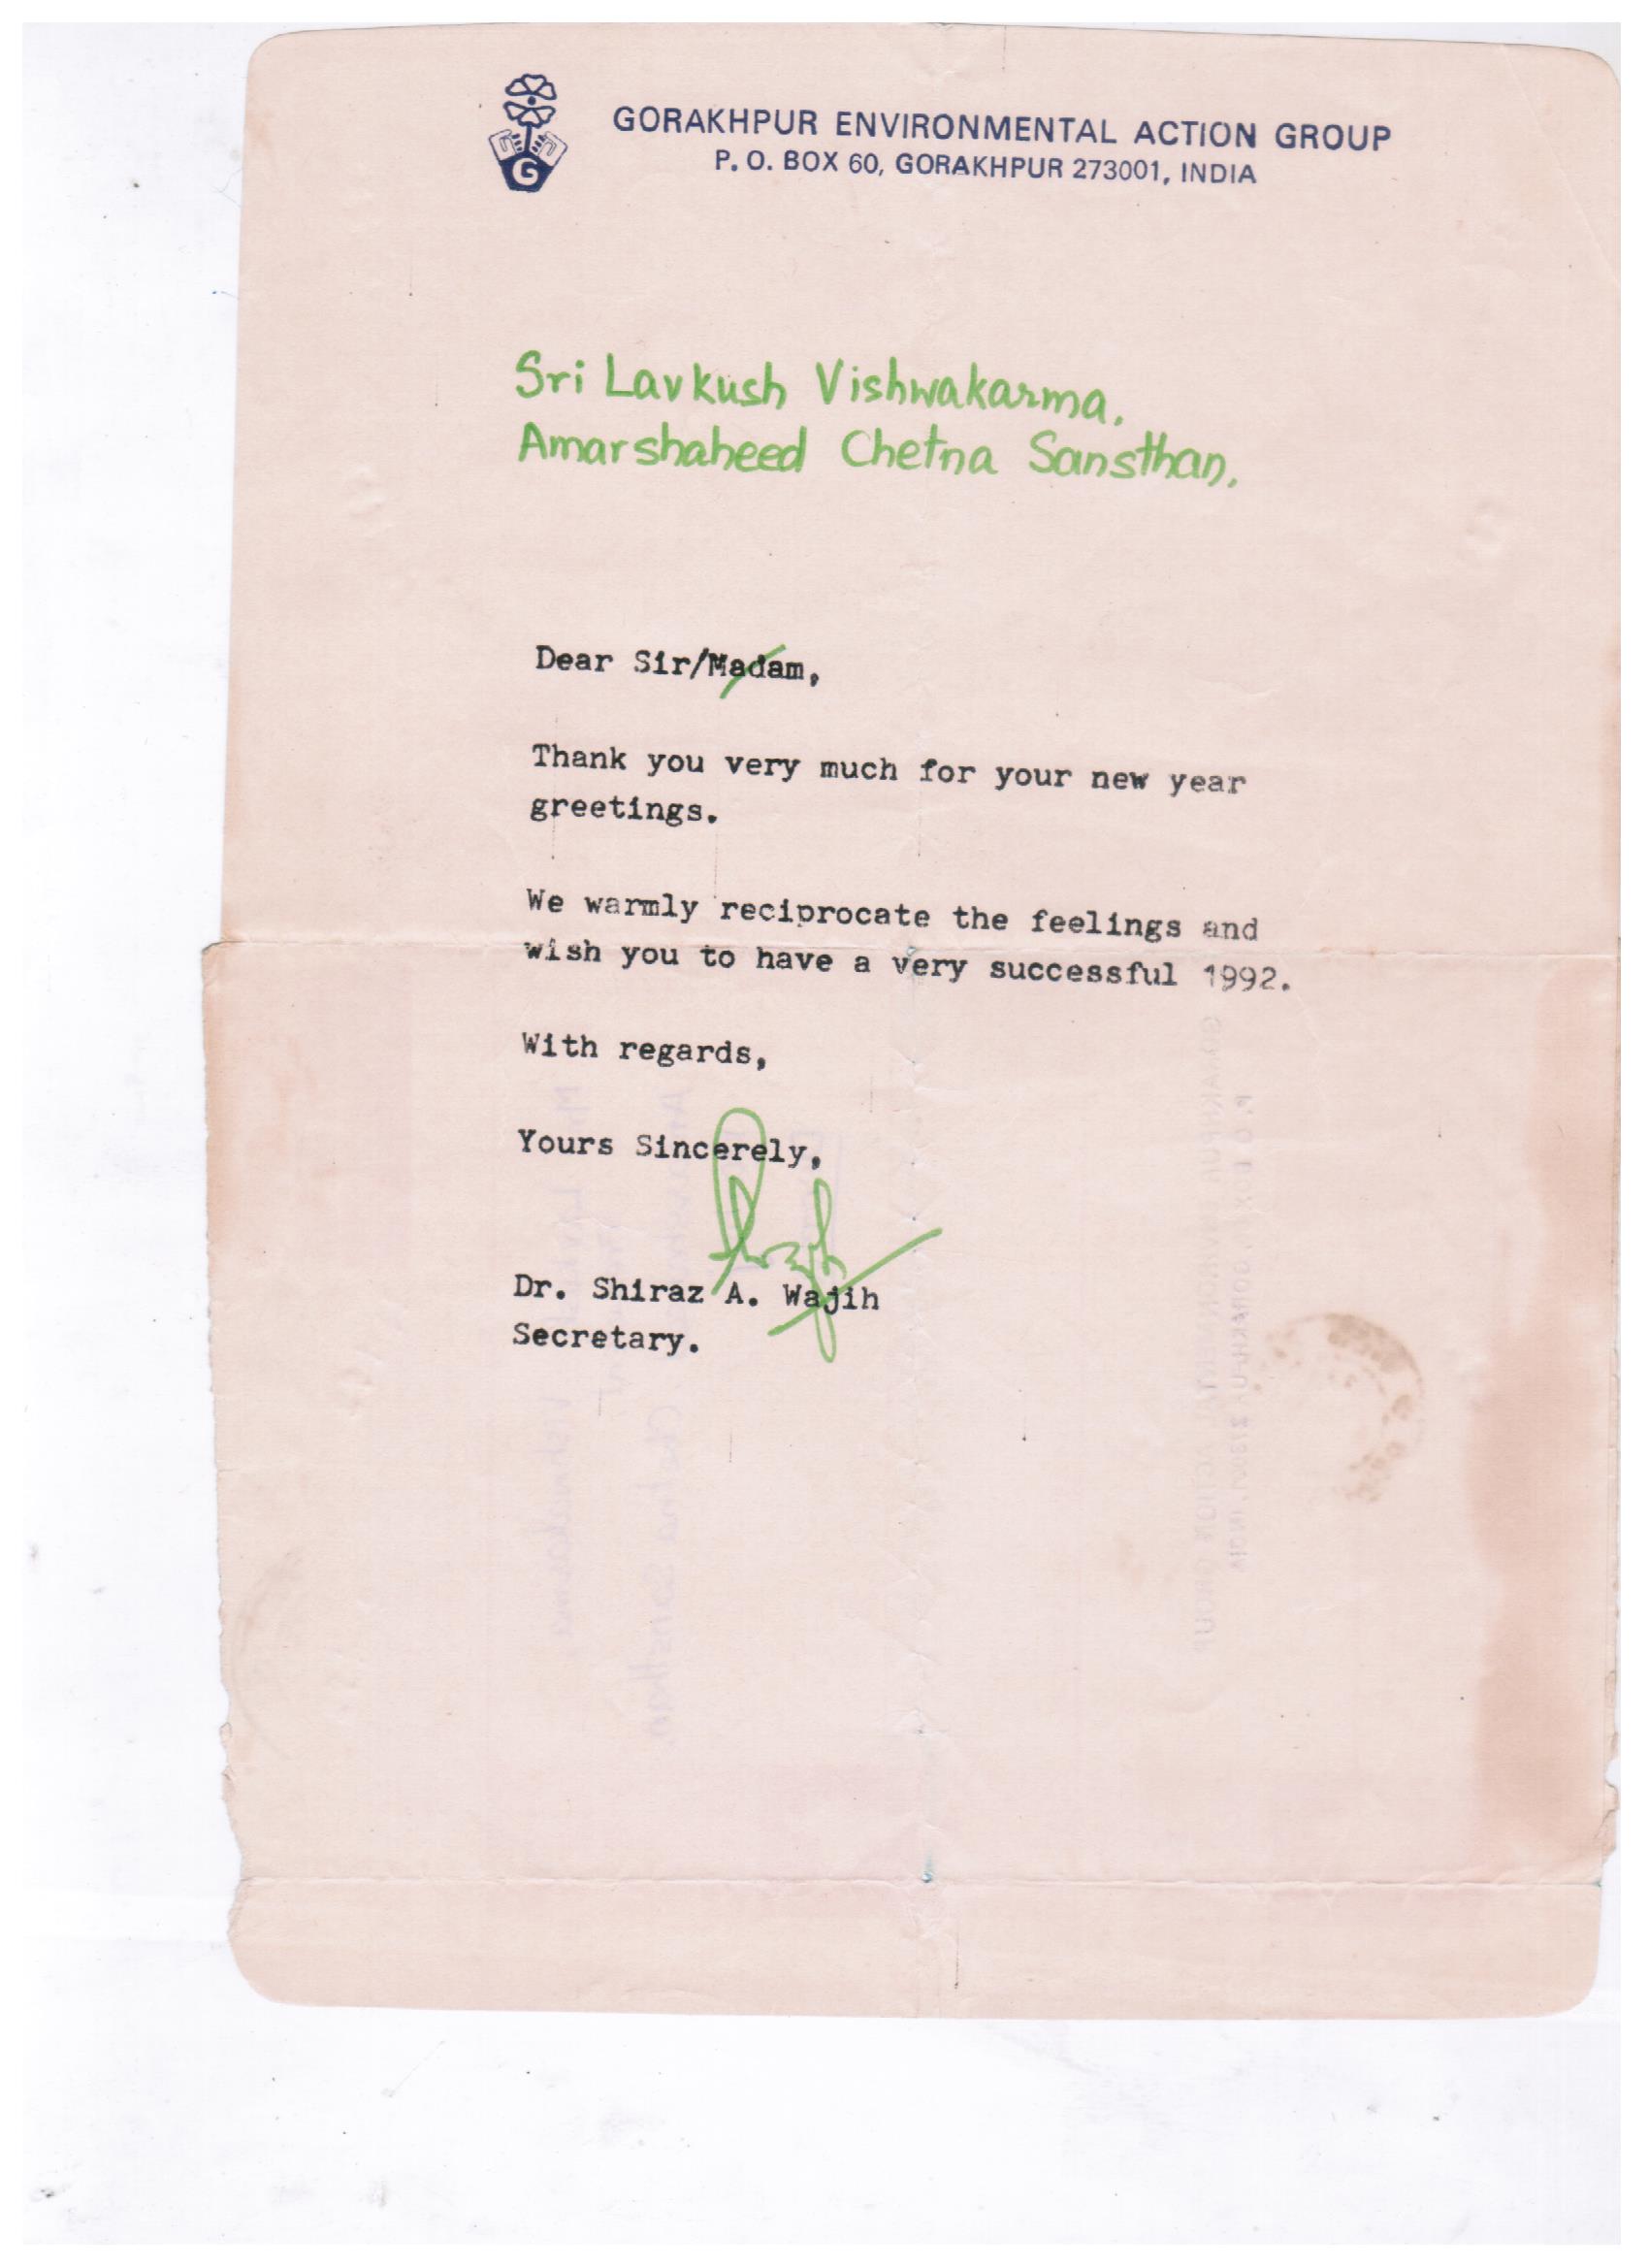 GORAKHPUR ENVIRONMENTAL ACTION GROUP
P. O. BOX 60, GORAKHPUR 273001, INDIA
Sri Lavkush Vishwakarma,
Amarshaheed Chetna Sansthan,
Dear Sir/Madam,
Thank you very much for your new year
greetings.
We warmly reciprocate the feelings and
wish you to have a very successful 1992.
With regards,
Yours Sincerely,
Dr. Shiraz A. Wajih
Secretary.